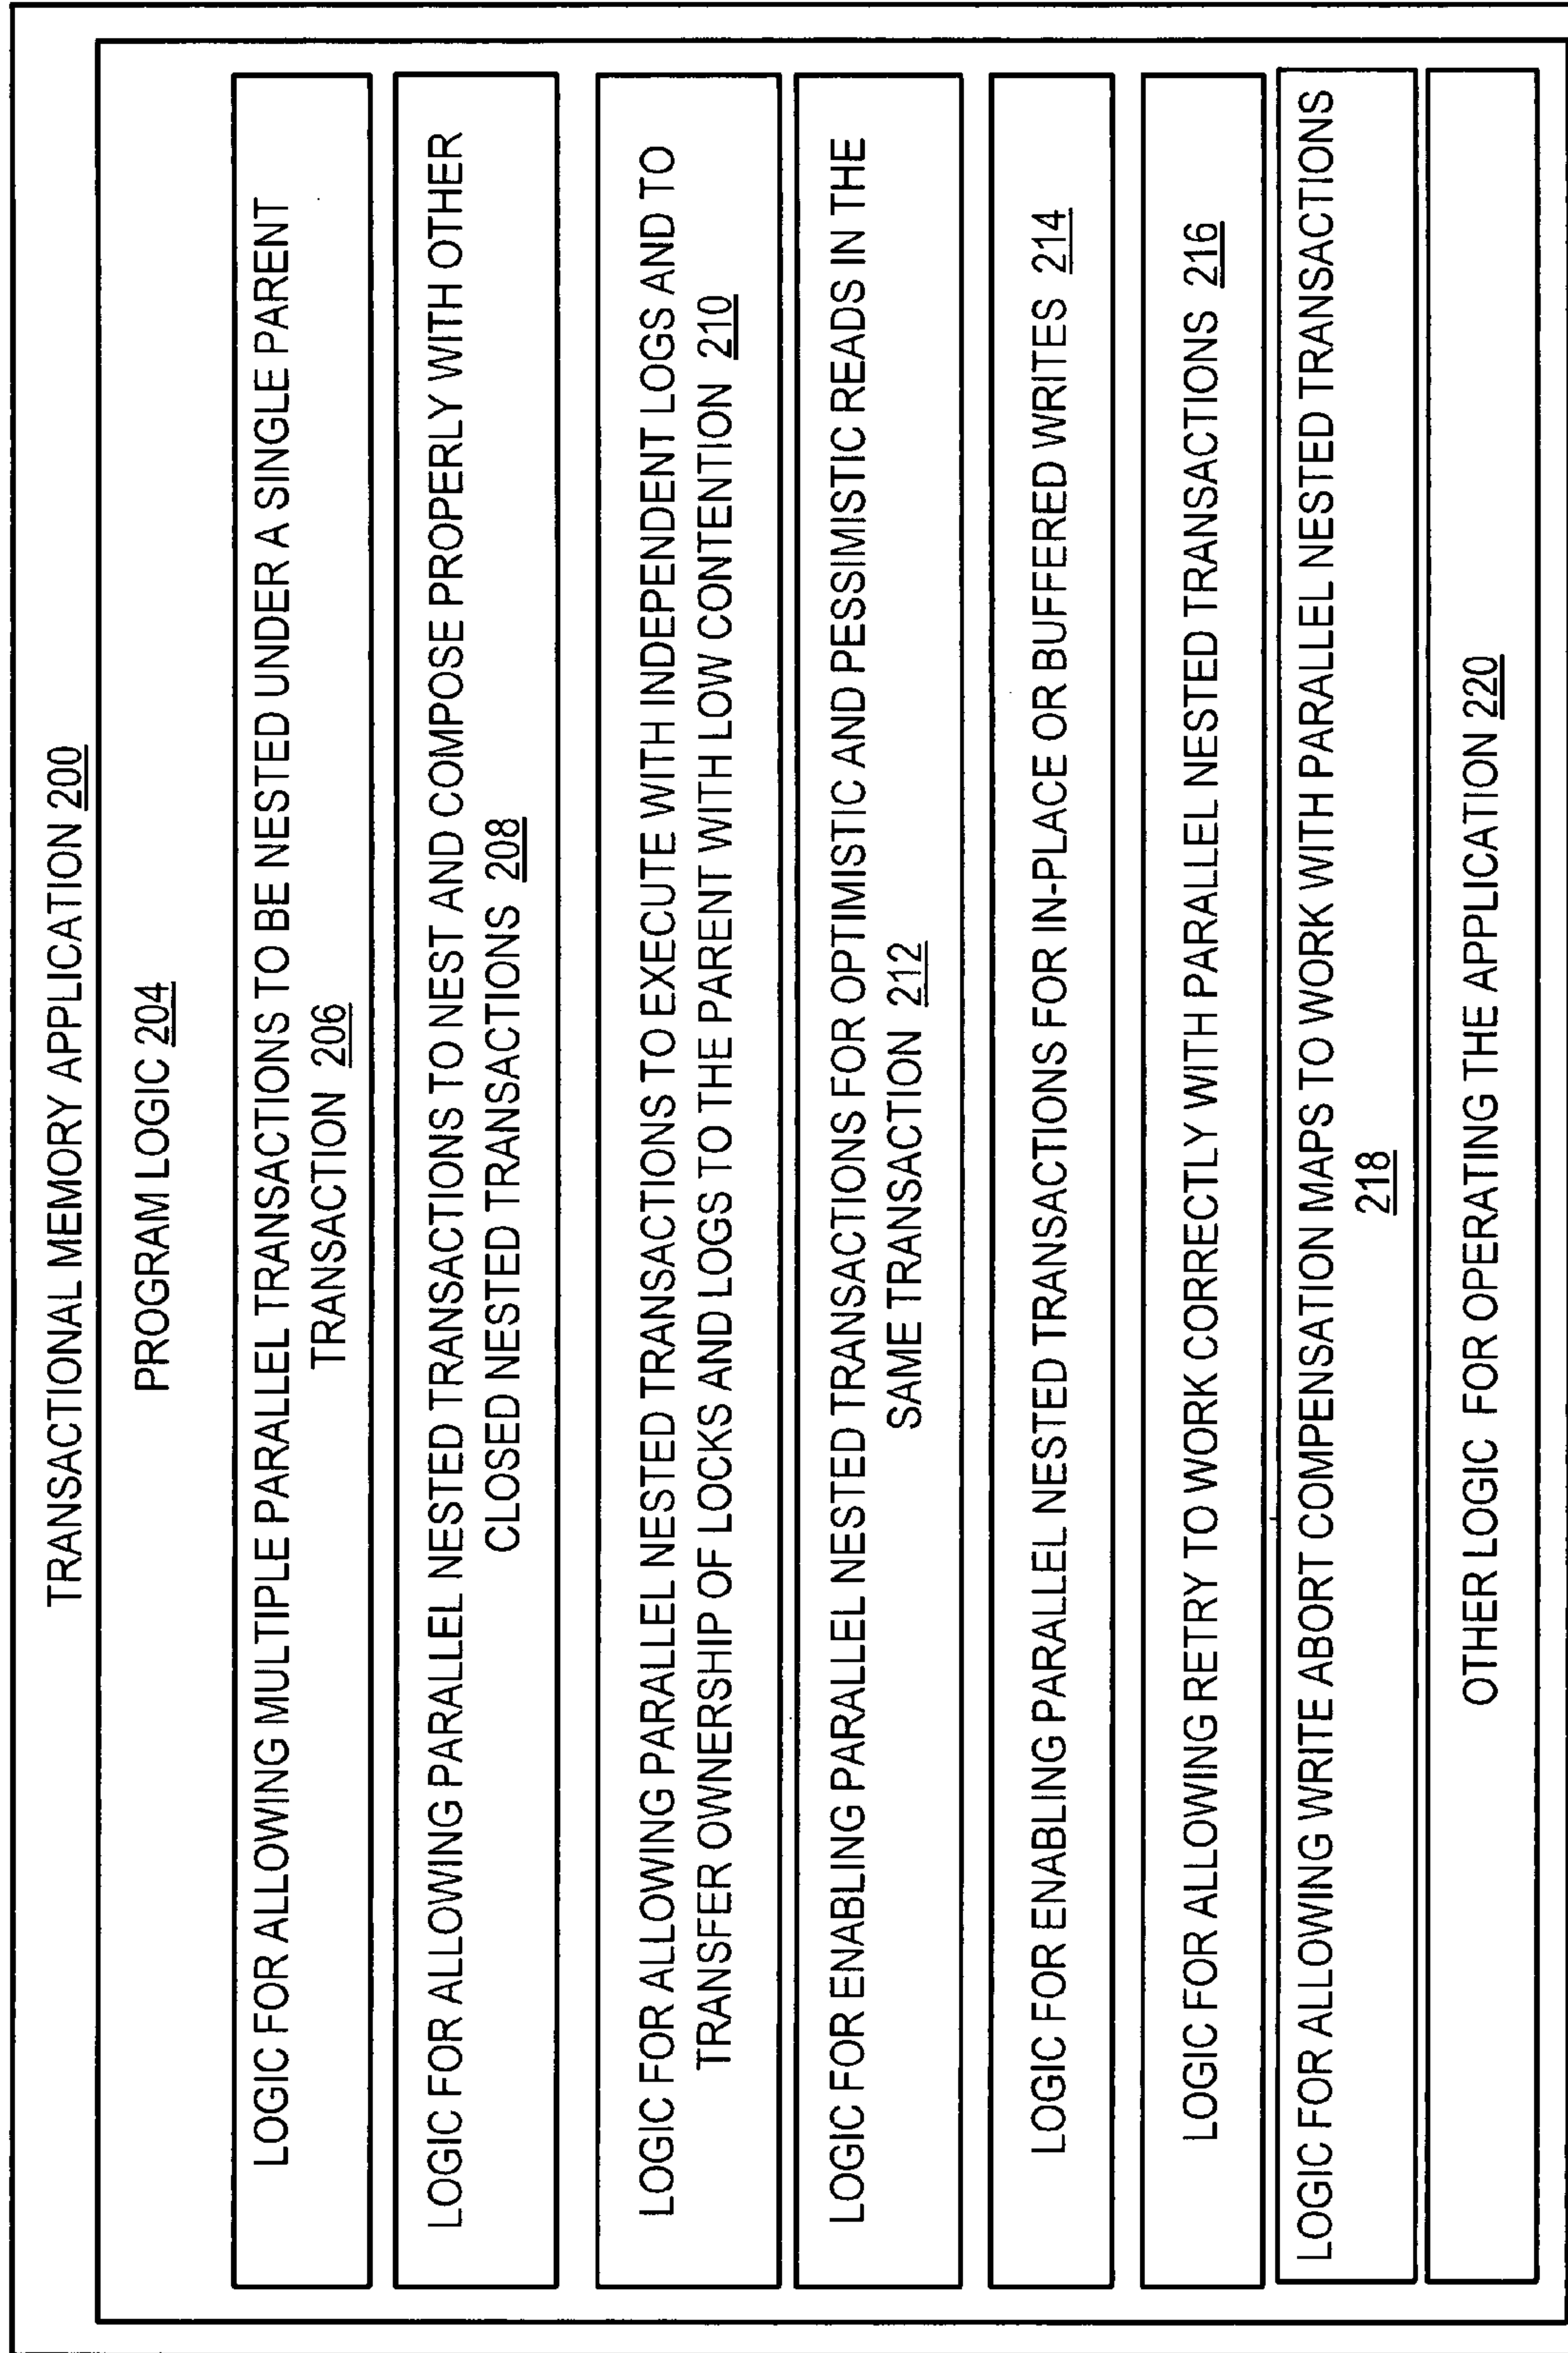 TRANSACTIONAL MEMORY APPLICATION 200
PROGRAM LOGIC 204
LOGIC FOR ALLOWING MULTIPLE PARALLEL TRANSACTIONS TO BE NESTED UNDER A SINGLE PARENT
TRANSACTION 206
LOGIC FOR ALLOWING PARALLEL NESTED TRANSACTIONS TO NEST AND COMPOSE PROPERLY WITH OTHER
CLOSED NESTED TRANSACTIONS 208
LOGIC FOR ALLOWING PARALLEL NESTED TRANSACTIONS TO EXECUTE WITH INDEPENDENT LOGS AND TO
TRANSFER OWNERSHIP OF LOCKS AND LOGS TO THE PARENT WITH LOW CONTENTION 210
LOGIC FOR ENABLING PARALLEL NESTED TRANSACTIONS FOR OPTIMISTIC AND PESSIMISTIC READS IN THE
SAME TRANSACTION 212
LOGIC FOR ENABLING PARALLEL NESTED TRANSACTIONS FOR IN-PLACE OR BUFFERED WRITES 214
LOGIC FOR ALLOWING RETRY TO WORK CORRECTLY WITH PARALLEL NESTED TRANSACTIONS 216
LOGIC FOR ALLOWING WRITE ABORT COMPENSATION MAPS TO WORK WITH PARALLEL NESTED TRANSACTIONS
218
OTHER LOGIC FOR OPERATING THE APPLICATION 220